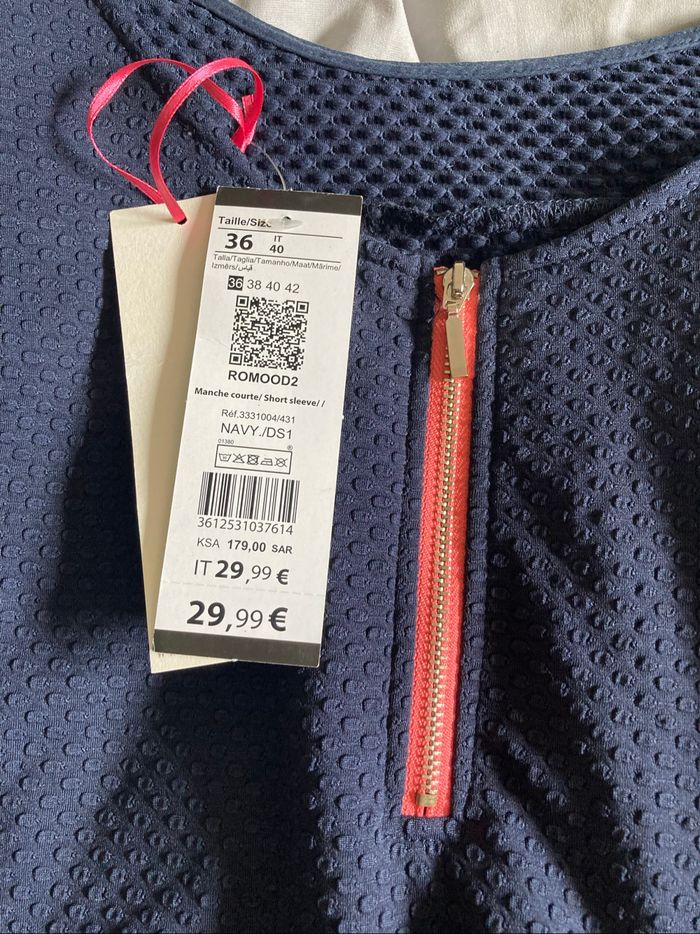 Taille/Size
36
IT
40
Talla/Taglia/Tamanho/Maat/Mărime/
Izmērs/قياس
36 38 40 42
ROMOOD2
Manche courte/ Short sleeve/ /
Réf.3331004/431
NAVY./DS1
01380
®
3612531037614
KSA 179,00 SAR
IT 29,99 €
29,99 €